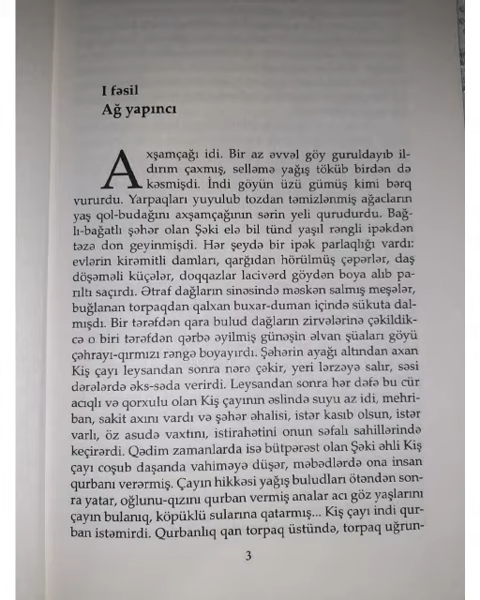 I fəsil
Ağ yapıncı
Axşamçağı idi. Bir az əvvəl göy guruldayıb il-
dırım çaxmış, selləmə yağış töküb birdən də
kəsmişdi. İndi göyün üzü gümüş kimi bərq
vururdu. Yarpaqları yuyulub tozdan təmizlənmiş ağacların
yaş qol-budağını axşamçağının sərin yeli qurudurdu. Bağ-
lı-bağatlı şəhər olan Şəki elə bil tünd yaşıl rəngli ipəkdən
təzə don geyinmişdi. Hər şeydə bir ipək parlaqlığı vardı:
evlərin kirəmitli damları, qarğıdan hörülmüş çəpərlər, daş
döşəməli küçələr, doqqazlar lacivərd göydən boya alıb pa-
rıltı saçırdı. Ətraf dağların sinəsində məskən salmış meşələr,
buğlanan torpaqdan qalxan buxar-duman içində sükuta dal-
mışdı. Bir tərəfdən qara bulud dağların zirvələrinə çəkildik-
cə o biri tərəfdən qərbə əyilmiş günəşin əlvan şüaları göyü
çəhrayı-qırmızı rəngə boyayırdı. Şəhərin ayağı altından axan
Kiş çayı leysandan sonra nərə çəkir, yeri lərzəyə salır, səsi
dərələrdə əks-səda verirdi. Leysandan sonra hər dəfə bu cür
acıqlı və qorxulu olan Kiş çayının əslində suyu az idi, mehri-
ban, sakit axını vardı və şəhər əhalisi, istər kasıb olsun, istər
varlı, öz asudə vaxtını, istirahətini onun səfalı sahillərində
keçirərdi. Qədim zamanlarda isə bütpərəst olan Şəki əhli Kiş
çayı coşub daşanda vahiməyə düşər, məbədlərdə ona insan
qurbanı verərmiş. Çayın hikkəsi yağış buludları ötəndən son-
ra yatar, oğlunu-qızını qurban vermiş analar acı göz yaşlarını
çayın bulanıq, köpüklü sularına qatarmış... Kiş çayı indi qur-
ban istəmirdi. Qurbanlıq qan torpaq üstündə, torpaq uğrun-
3